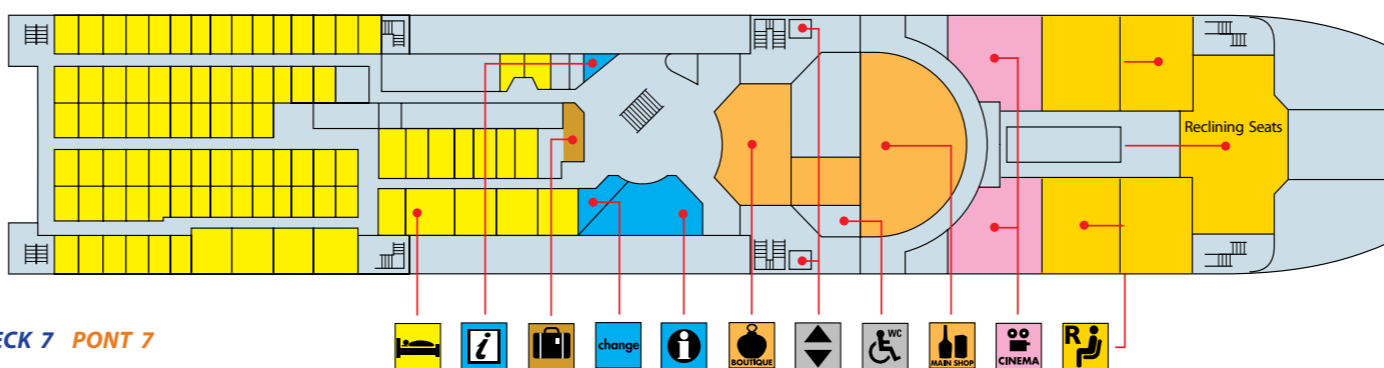 Reclining Seats
ECK 7 PONT 7
i
change
i
BOUTIQUE
WC
MAIN SHOP
CINEMA
R